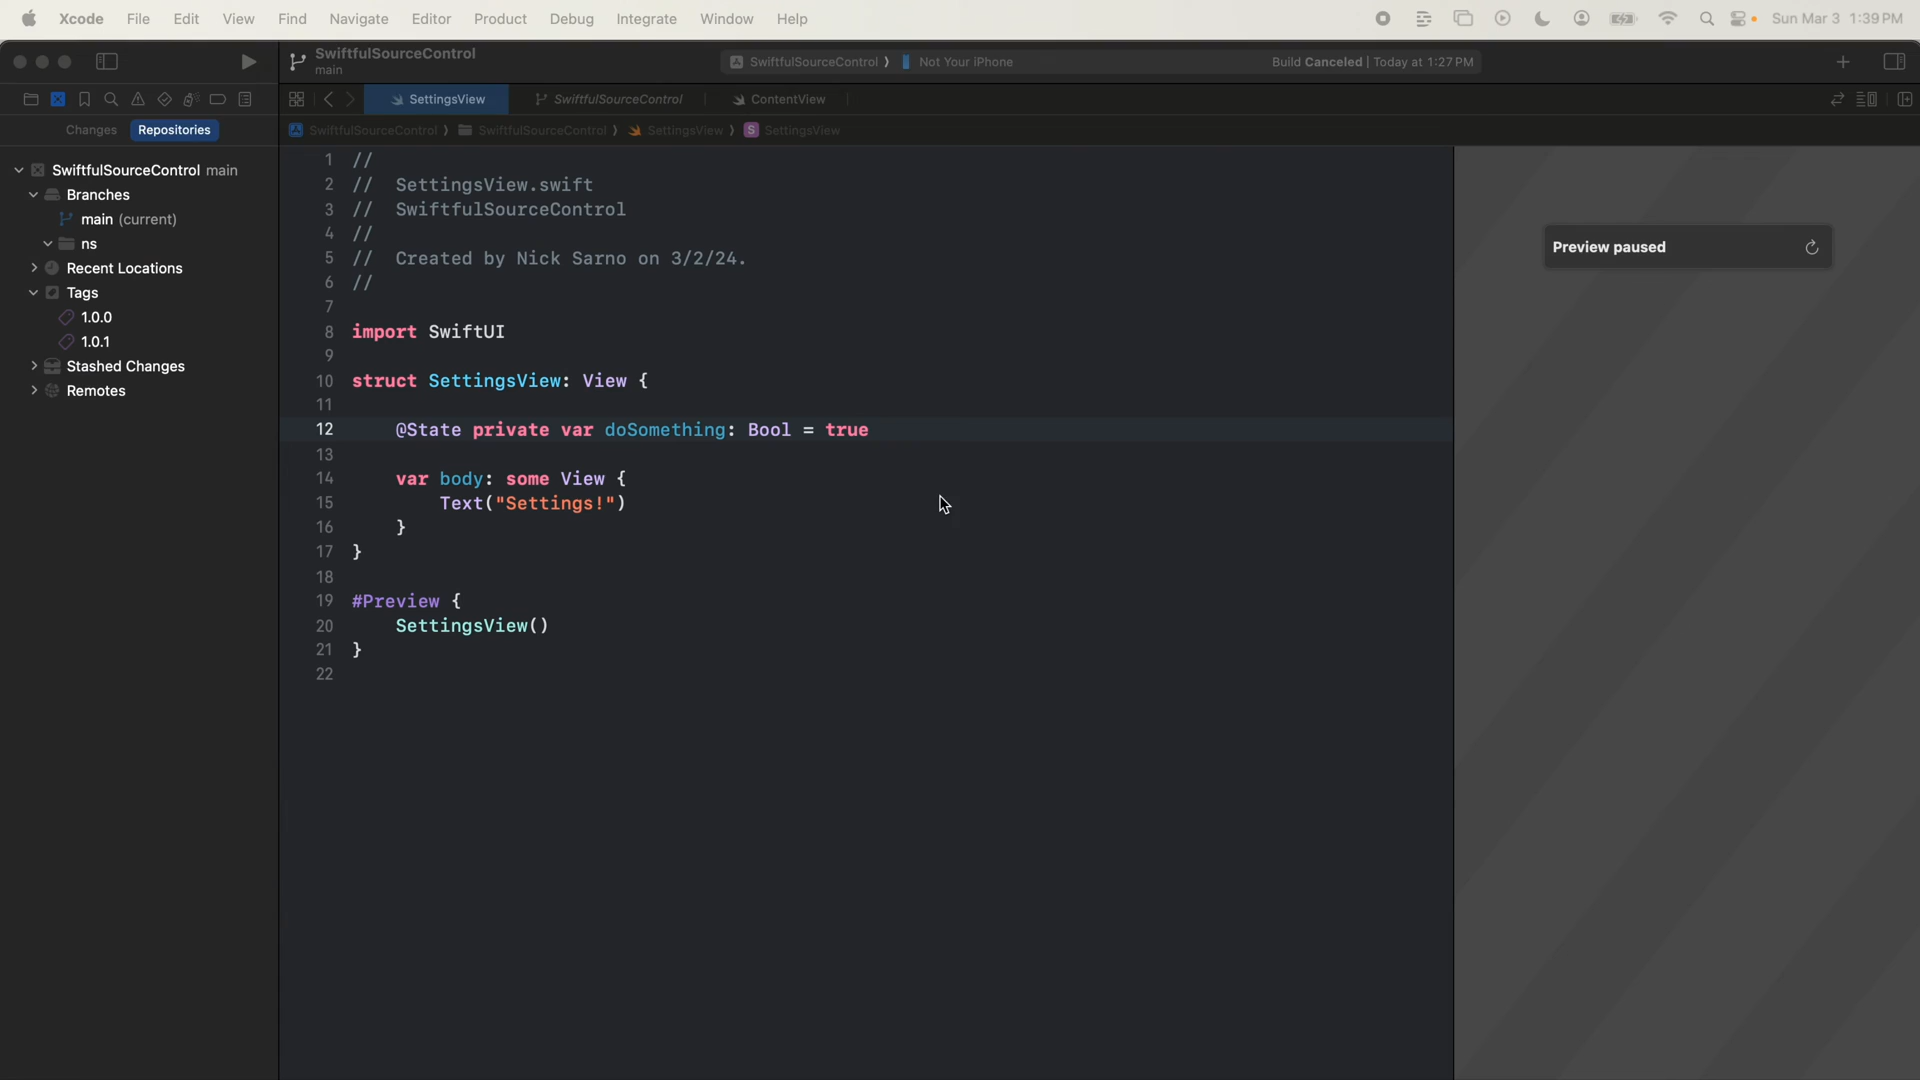 Xcode File Edit View Find Navigate Editor Product Debug Integrate Window Help Sun Mar 3 1:39 PM
SwiftfulSourceControl
main
SwiftfulSourceControl ⟩ Not Your iPhone
Build Canceled | Today at 1:27 PM
SettingsView SwiftfulSourceControl ContentView
Changes Repositories
SwiftfulSourceControl ⟩ SwiftfulSourceControl ⟩ SettingsView ⟩ S SettingsView
SwiftfulSourceControl main
Branches
main (current)
ns
Recent Locations
Tags
1.0.0
1.0.1
Stashed Changes
Remotes
1 //
2 //  SettingsView.swift
3 //  SwiftfulSourceControl
4 //
5 //  Created by Nick Sarno on 3/2/24.
6 //
7
8 import SwiftUI
9
10 struct SettingsView: View {
11
12     @State private var doSomething: Bool = true
13
14     var body: some View {
15         Text("Settings!")
16     }
17 }
18
19 #Preview {
20     SettingsView()
21 }
22
Preview paused